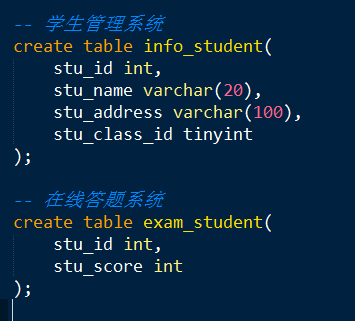 -- 学生管理系统
create table info_student(
    stu_id int,
    stu_name varchar(20),
    stu_address varchar(100),
    stu_class_id tinyint
);
-- 在线答题系统
create table exam_student(
    stu_id int,
    stu_score int
);